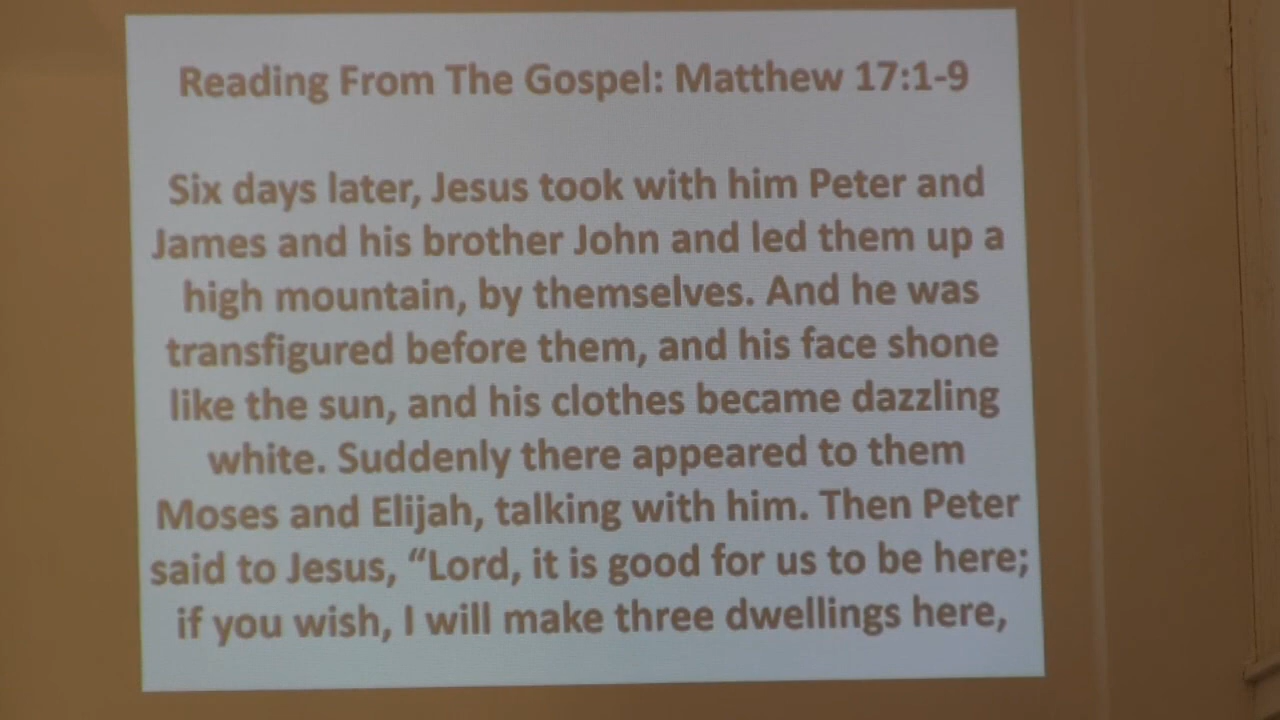 Reading From The Gospel: Matthew 17:1-9
Six days later, Jesus took with him Peter and
James and his brother John and led them up a
high mountain, by themselves. And he was
transfigured before them, and his face shone
like the sun, and his clothes became dazzling
white. Suddenly there appeared to them
Moses and Elijah, talking with him. Then Peter
said to Jesus, “Lord, it is good for us to be here;
if you wish, I will make three dwellings here,